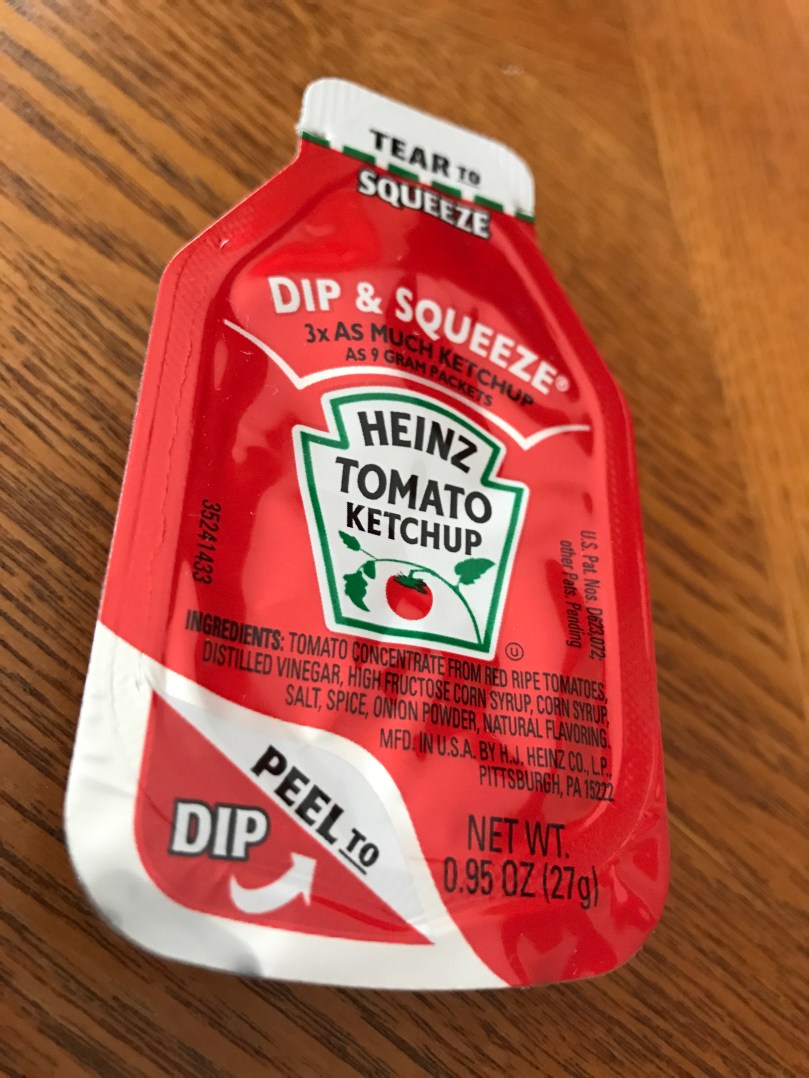 TEAR TO
SQUEEZE
DIP & SQUEEZE®
3x AS MUCH KETCHUP
AS 9 GRAM PACKETS
HEINZ
TOMATO
KETCHUP
35241433
U.S. Pat. Nos. D623,072,
other Pats. Pending
U
INGREDIENTS: TOMATO CONCENTRATE FROM RED RIPE TOMATOES,
DISTILLED VINEGAR, HIGH FRUCTOSE CORN SYRUP, CORN SYRUP,
SALT, SPICE, ONION POWDER, NATURAL FLAVORING.
MFD. IN U.S.A. BY H.J. HEINZ CO., L.P.,
PITTSBURGH, PA 15222
PEEL TO
DIP
NET WT.
0.95 OZ (27g)